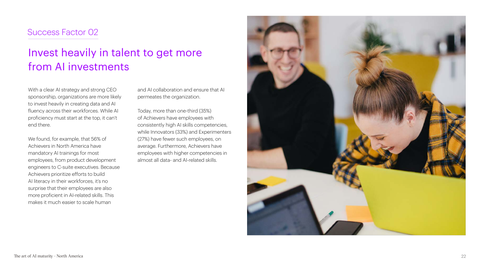 Success Factor 02
Invest heavily in talent to get more
from AI investments
With a clear AI strategy and strong CEO
sponsorship, organizations are more likely
to invest heavily in creating data and AI
fluency across their workforces. While AI
proficiency must start at the top, it can't
end there.
We found, for example, that 56% of
Achievers in North America have
mandatory AI trainings for most
employees, from product development
engineers to C-suite executives. Because
Achievers prioritize efforts to build
AI literacy in their workforces, it's no
surprise that their employees are also
more proficient in AI-related skills. This
makes it much easier to scale human
and AI collaboration and ensure that AI
permeates the organization.
Today, more than one-third (35%)
of Achievers have employees with
consistently high AI skills competencies,
while Innovators (33%) and Experimenters
(27%) have fewer such employees, on
average. Furthermore, Achievers have
employees with higher competencies in
almost all data- and AI-related skills.
The art of AI maturity - North America